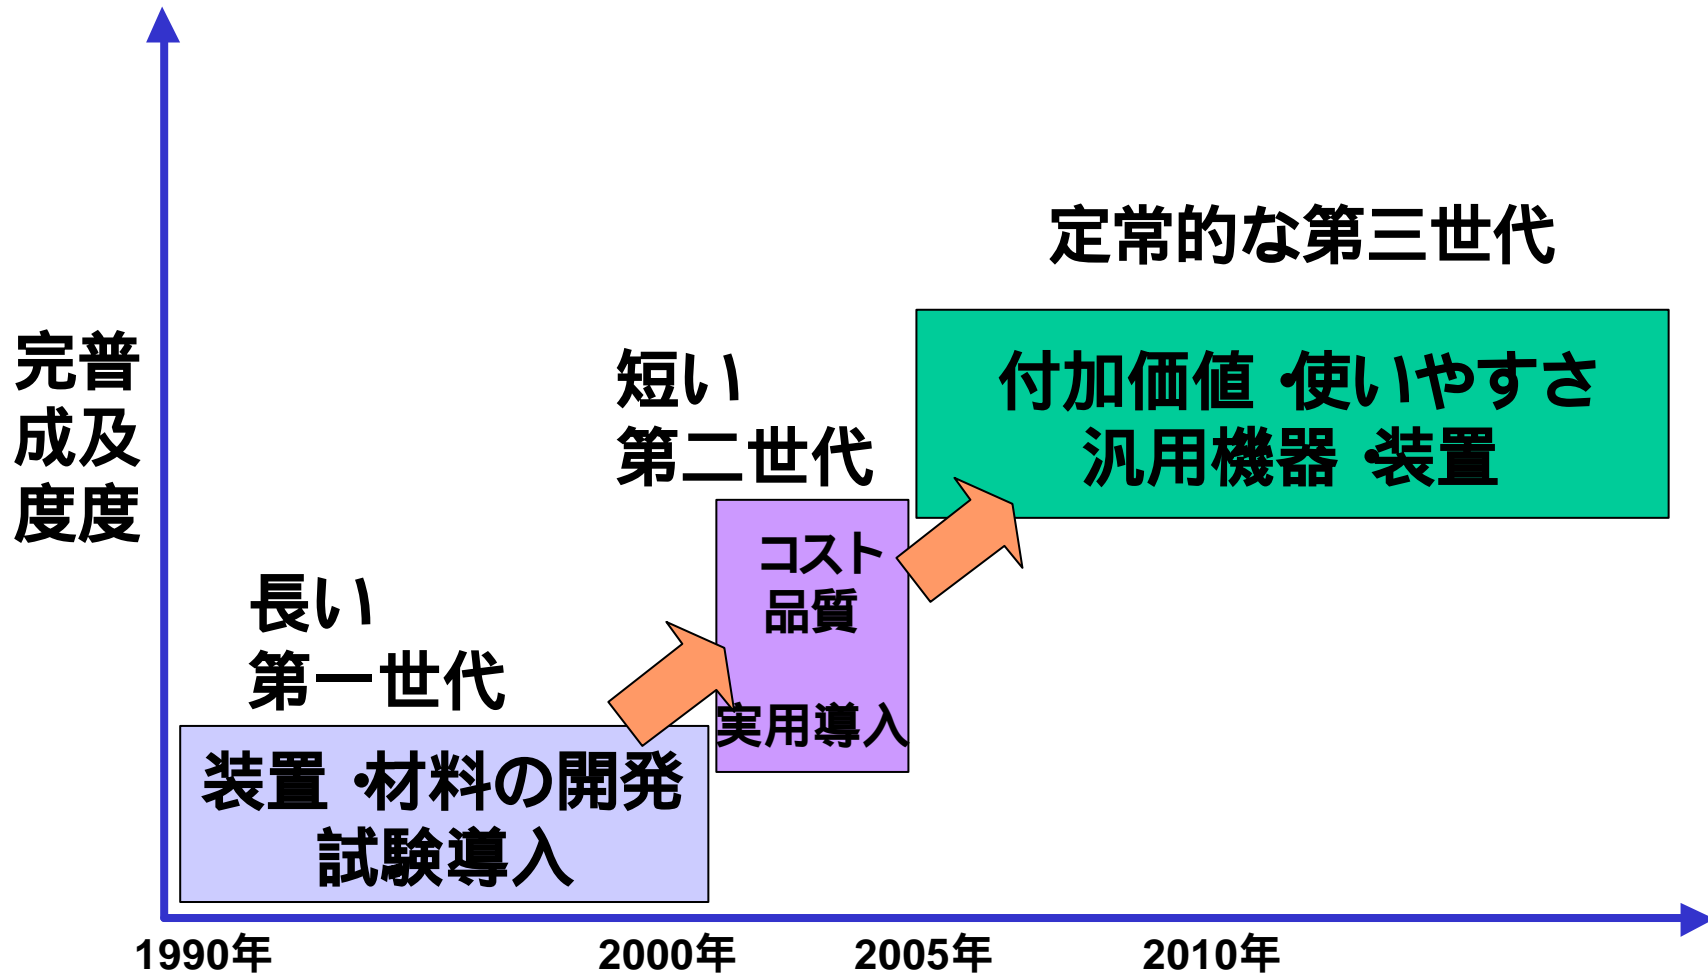 定常的な第三世代
付加価値・使いやすさ
汎用機器・装置
短い
第二世代
コスト
品質
実用導入
長い
第一世代
装置・材料の開発
試験導入
普及度
完成度
1990年
2000年
2005年
2010年